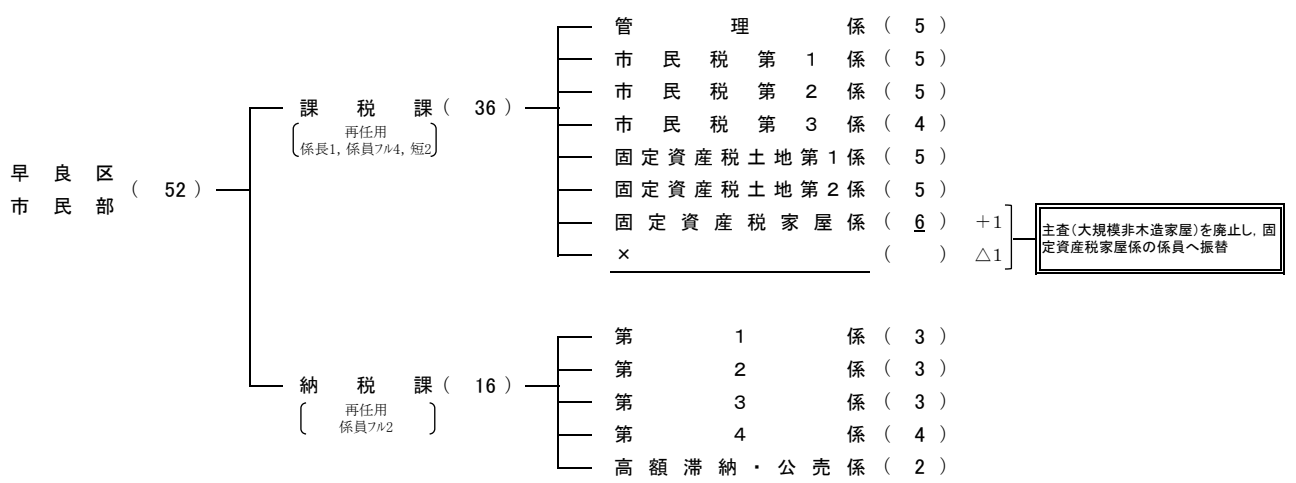 管理係（5）
市民税第1係（5）
市民税第2係（5）
課税課（36）
市民税第3係（4）
再任用
係長1，係員フル4，短2
固定資産税土地第1係（5）
早良区
市民部
（52）
固定資産税土地第2係（5）
固定資産税家屋係（6）＋1
×（ ）△1
主査（大規模非木造家屋）を廃止し，固
定資産税家屋係の係員へ振替
第1係（3）
第2係（3）
納税課（16）
再任用
係員フル2
第3係（3）
第4係（4）
高額滞納・公売係（2）